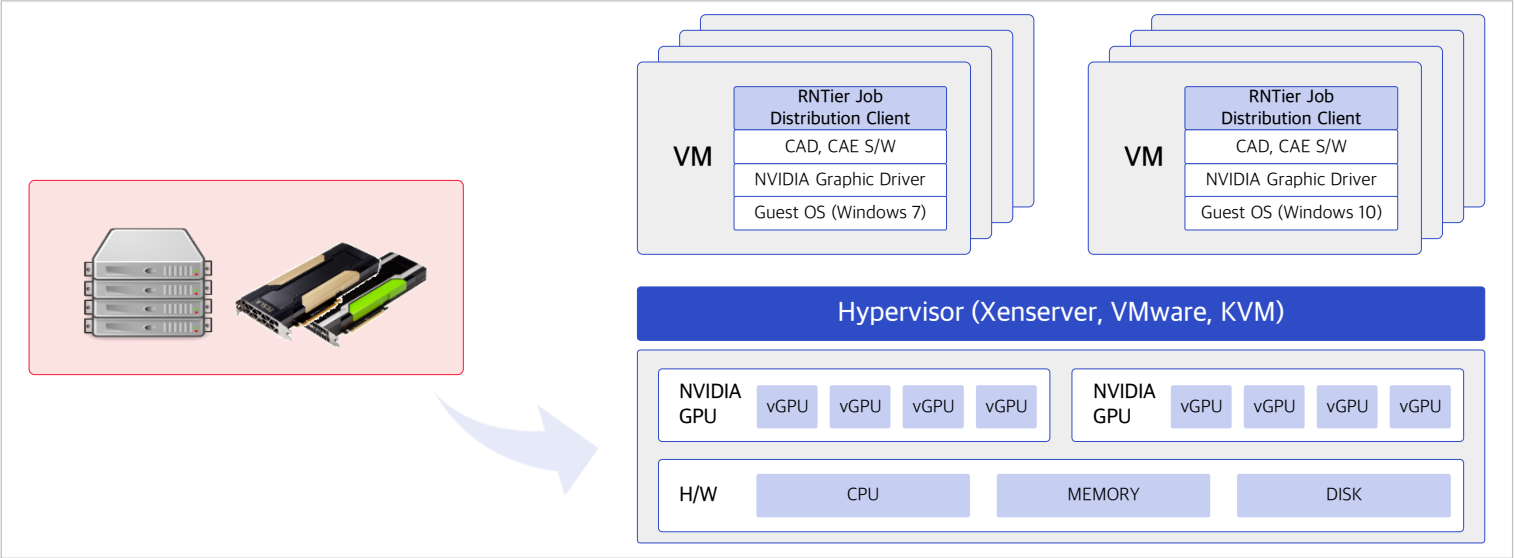 RNTier Job
Distribution Client
VM
CAD, CAE S/W
NVIDIA Graphic Driver
Guest OS (Windows 7)
RNTier Job
Distribution Client
VM
CAD, CAE S/W
NVIDIA Graphic Driver
Guest OS (Windows 10)
TESLA
Hypervisor (Xenserver, VMware, KVM)
NVIDIA
GPU
vGPU
vGPU
vGPU
vGPU
NVIDIA
GPU
vGPU
vGPU
vGPU
vGPU
H/W
CPU
MEMORY
DISK